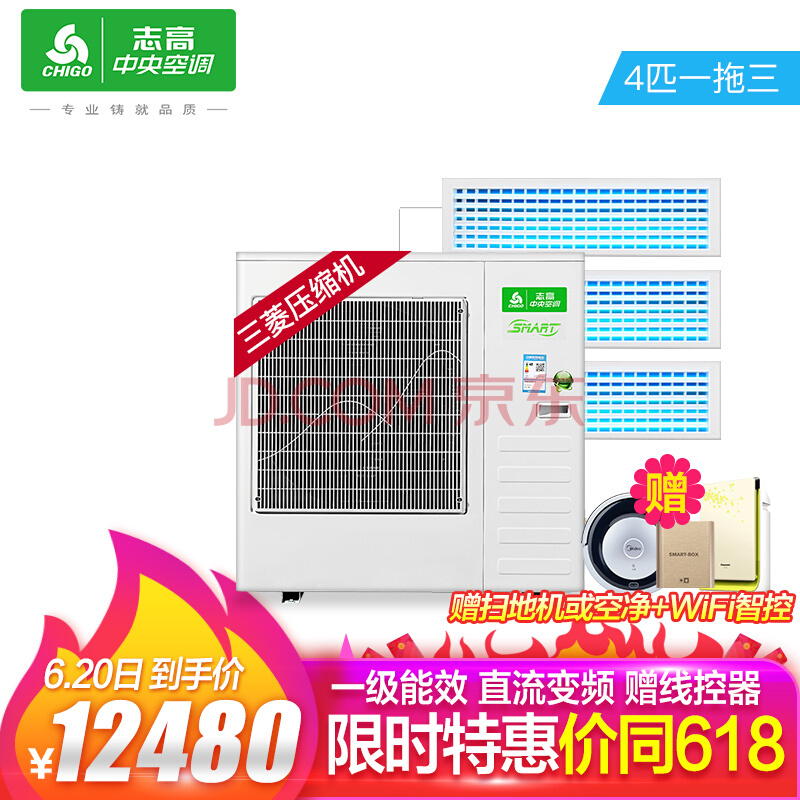 CHIGO
志高
中央空调
专业铸就品质
4匹一拖三
三菱压缩机
CHIGO
志高
中央空调
SMART
JD.COM 京东
赠
Midea
SMART-BOX
赠扫地机或空净+WiFi智控
6.20日 到手价
¥12480
一级能效 直流变频 赠线控器
限时特惠价同618